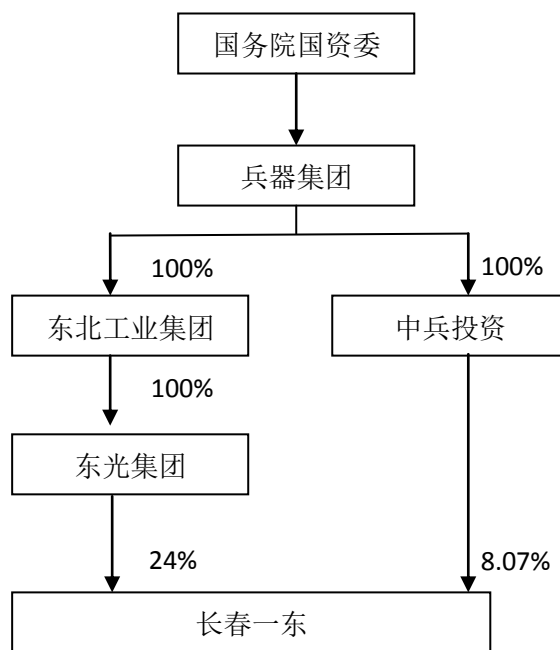 国务院国资委
兵器集团
100% 100%
东北工业集团 中兵投资
100%
东光集团
24% 8.07%
长春一东